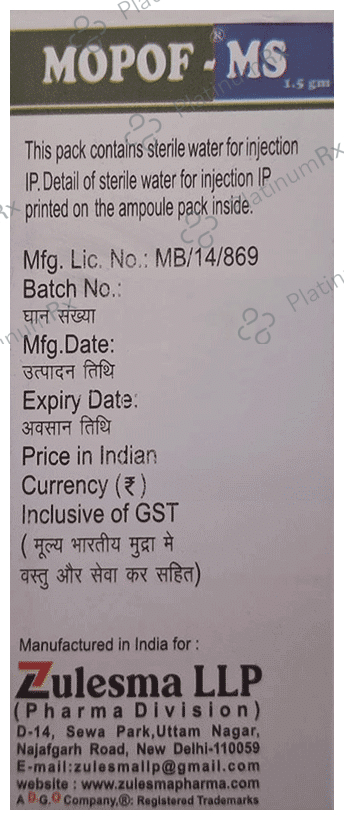 MOPOF®-MS
1.5 gm
This pack contains sterile water for injection
IP. Detail of sterile water for injection IP
printed on the ampoule pack inside.
Mfg. Lic. No.: MB/14/869
Batch No.:
घान संख्या
Mfg.Date:
उत्पादन तिथि
Expiry Date:
अवसान तिथि
Price in Indian
Currency (₹)
Inclusive of GST
( मूल्य भारतीय मुद्रा मे
वस्तु और सेवा कर सहित)
Manufactured in India for :
Zulesma LLP
(Pharma Division)
D-14, Sewa Park,Uttam Nagar,
Najafgarh Road, New Delhi-110059
E-mail:zulesmallp@gmail.com
website : www.zulesmapharma.com
A D.G.O Company,®: Registered Trademarks
PlatinumRx